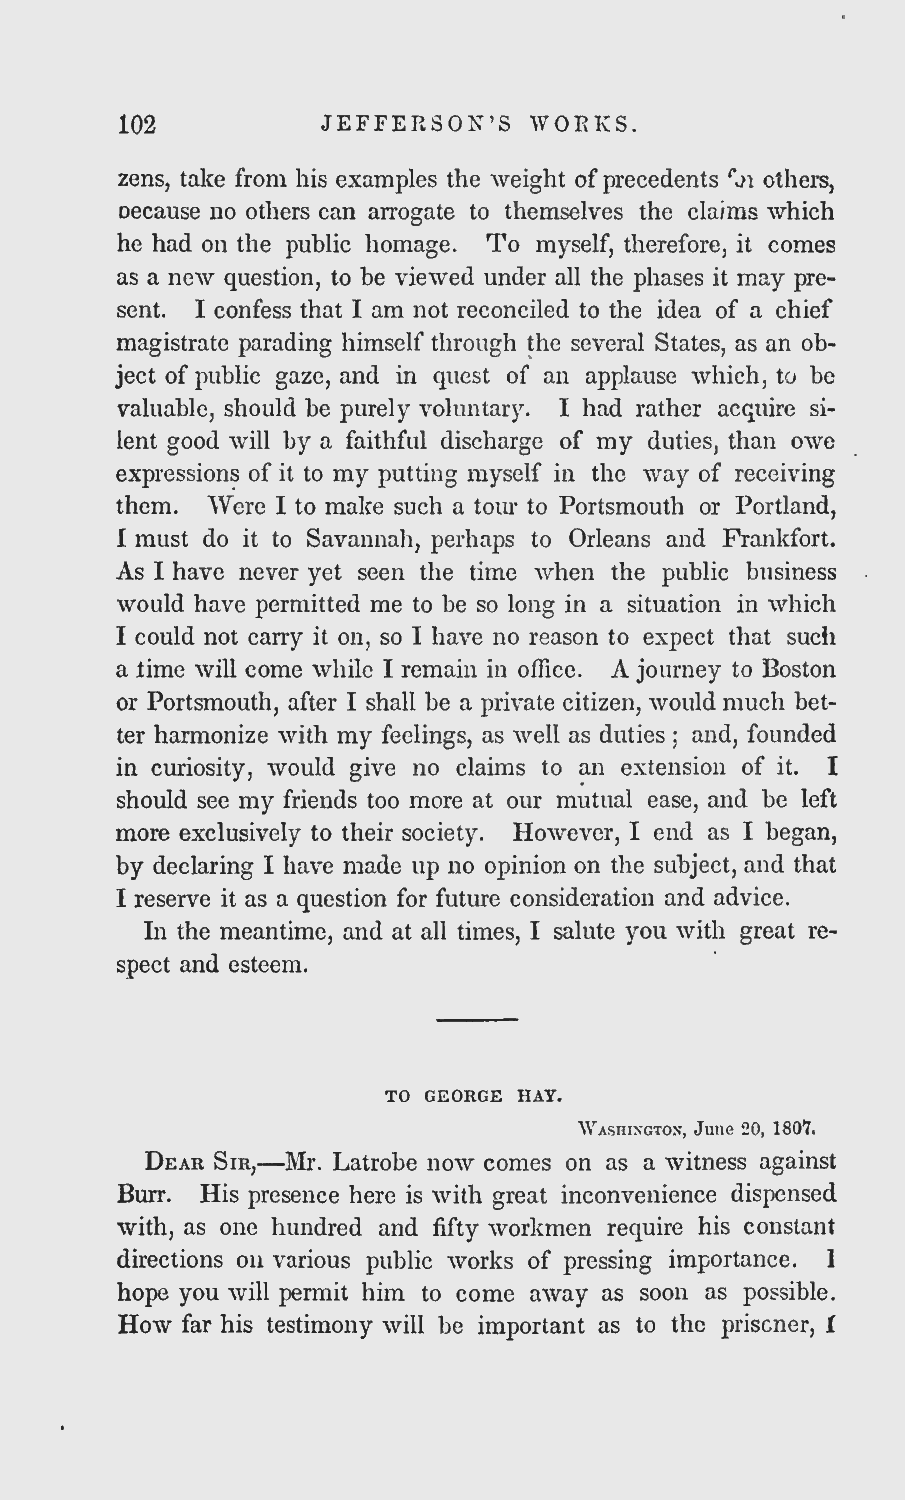 102 JEFFERSON'S WORKS.
zens, take from his examples the weight of precedents for others,
because no others can arrogate to themselves the claims which
he had on the public homage. To myself, therefore, it comes
as a new question, to be viewed under all the phases it may pre-
sent. I confess that I am not reconciled to the idea of a chief
magistrate parading himself through the several States, as an ob-
ject of public gaze, and in quest of an applause which, to be
valuable, should be purely voluntary. I had rather acquire si-
lent good will by a faithful discharge of my duties, than owe
expressions of it to my putting myself in the way of receiving
them. Were I to make such a tour to Portsmouth or Portland,
I must do it to Savannah, perhaps to Orleans and Frankfort.
As I have never yet seen the time when the public business
would have permitted me to be so long in a situation in which
I could not carry it on, so I have no reason to expect that such
a time will come while I remain in office. A journey to Boston
or Portsmouth, after I shall be a private citizen, would much bet-
ter harmonize with my feelings, as well as duties; and, founded
in curiosity, would give no claims to an extension of it. I
should see my friends too more at our mutual ease, and be left
more exclusively to their society. However, I end as I began,
by declaring I have made up no opinion on the subject, and that
I reserve it as a question for future consideration and advice.
In the meantime, and at all times, I salute you with great re-
spect and esteem.
TO GEORGE HAY.
WASHINGTON, June 20, 1807.
DEAR SIR,—Mr. Latrobe now comes on as a witness against
Burr. His presence here is with great inconvenience dispensed
with, as one hundred and fifty workmen require his constant
directions on various public works of pressing importance. I
hope you will permit him to come away as soon as possible.
How far his testimony will be important as to the prisoner, I